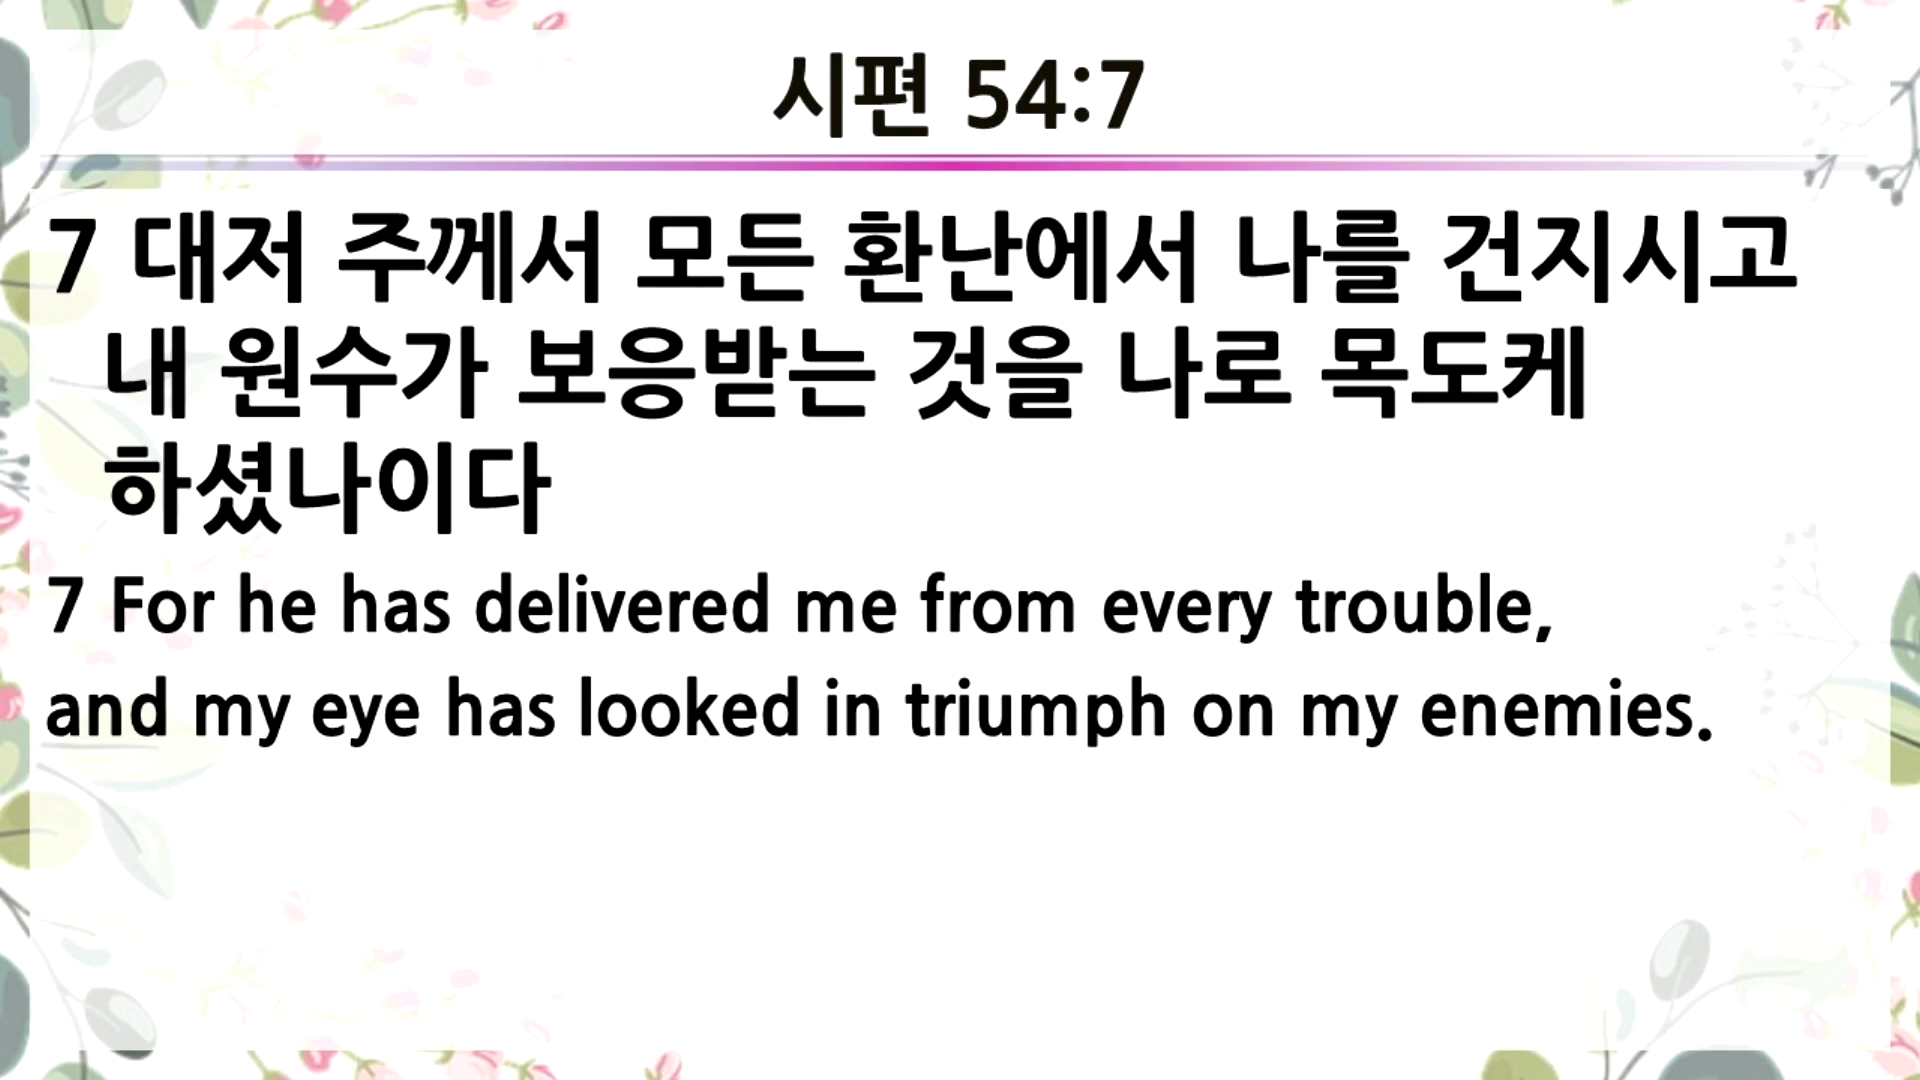 시편 54:7
7 대저 주께서 모든 환난에서 나를 건지시고
내 원수가 보응받는 것을 나로 목도케
하셨나이다
7 For he has delivered me from every trouble,
and my eye has looked in triumph on my enemies.